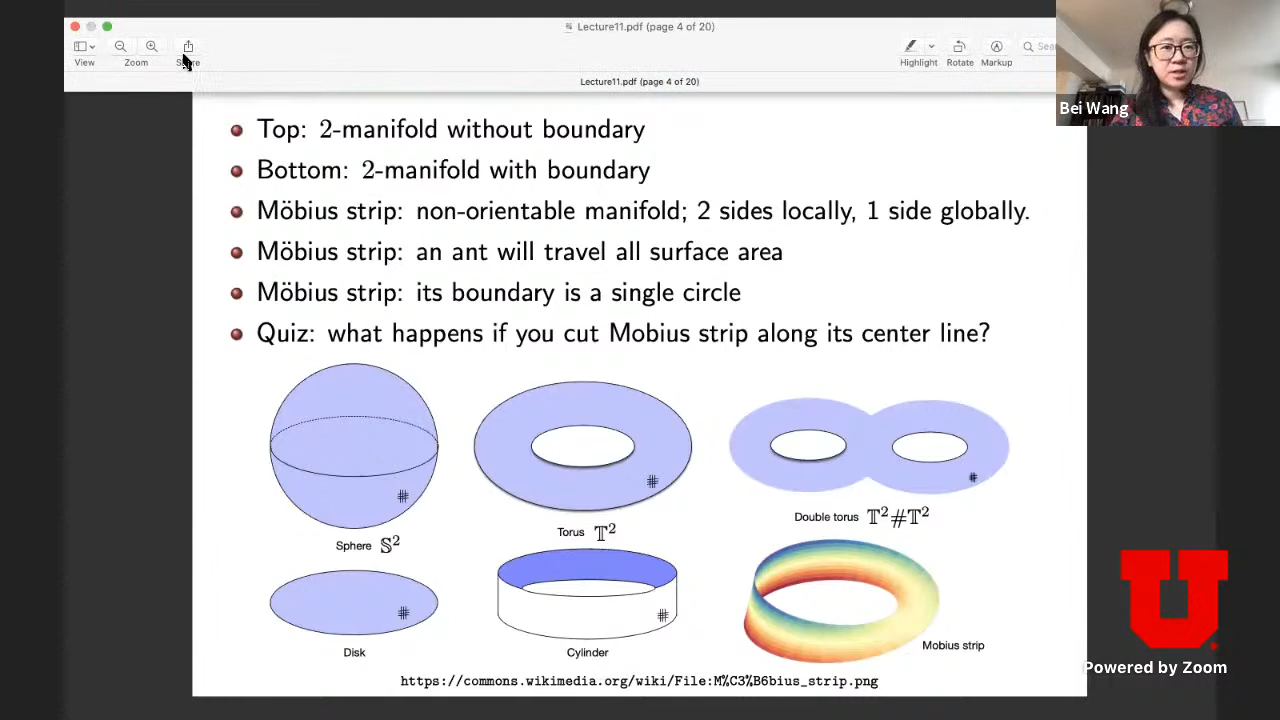 Lecture11.pdf (page 4 of 20)
View
Zoom
Highlight
Rotate
Markup
Lecture11.pdf (page 4 of 20)
Bei Wang
Top: 2-manifold without boundary
Bottom: 2-manifold with boundary
Möbius strip: non-orientable manifold; 2 sides locally, 1 side globally.
Möbius strip: an ant will travel all surface area
Möbius strip: its boundary is a single circle
Quiz: what happens if you cut Mobius strip along its center line?
#
#
#
Sphere 𝕊²
Torus 𝕋²
Double torus 𝕋²#𝕋²
#
#
Disk
Cylinder
Mobius strip
https://commons.wikimedia.org/wiki/File:M%C3%B6bius_strip.png
U
Powered by Zoom